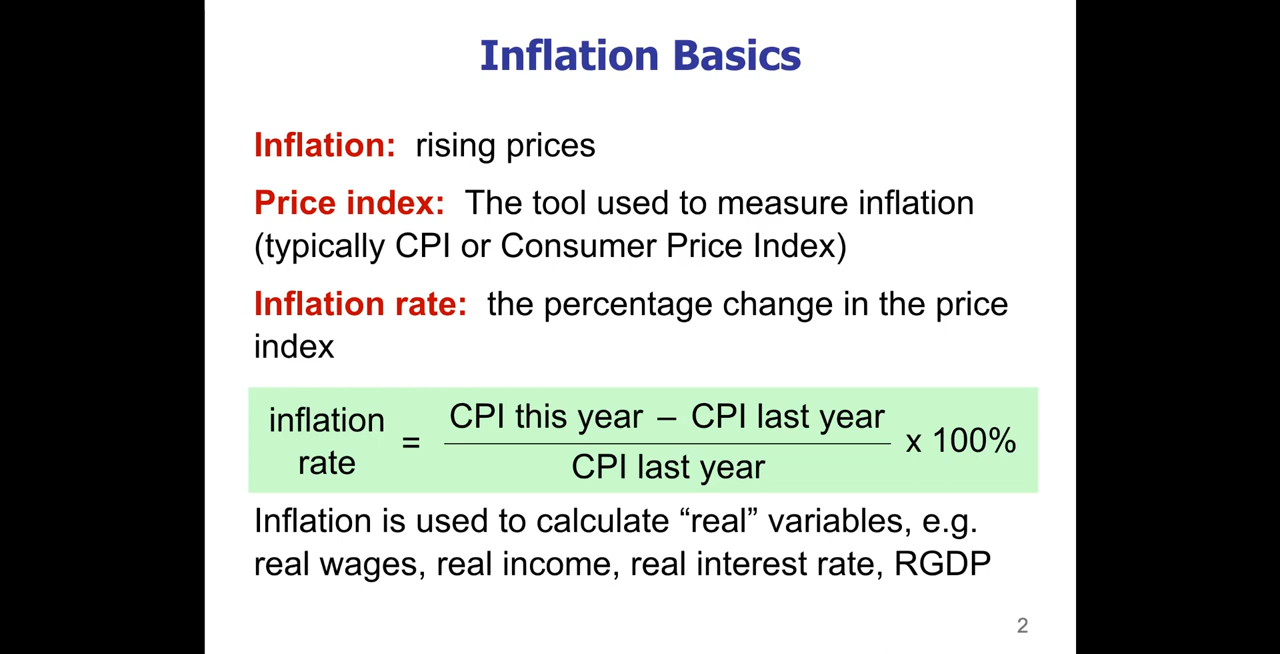 Inflation Basics
Inflation: rising prices
Price index: The tool used to measure inflation
(typically CPI or Consumer Price Index)
Inflation rate: the percentage change in the price
index
inflation
rate
=
CPI this year – CPI last year
CPI last year
x 100%
Inflation is used to calculate “real” variables, e.g.
real wages, real income, real interest rate, RGDP
2